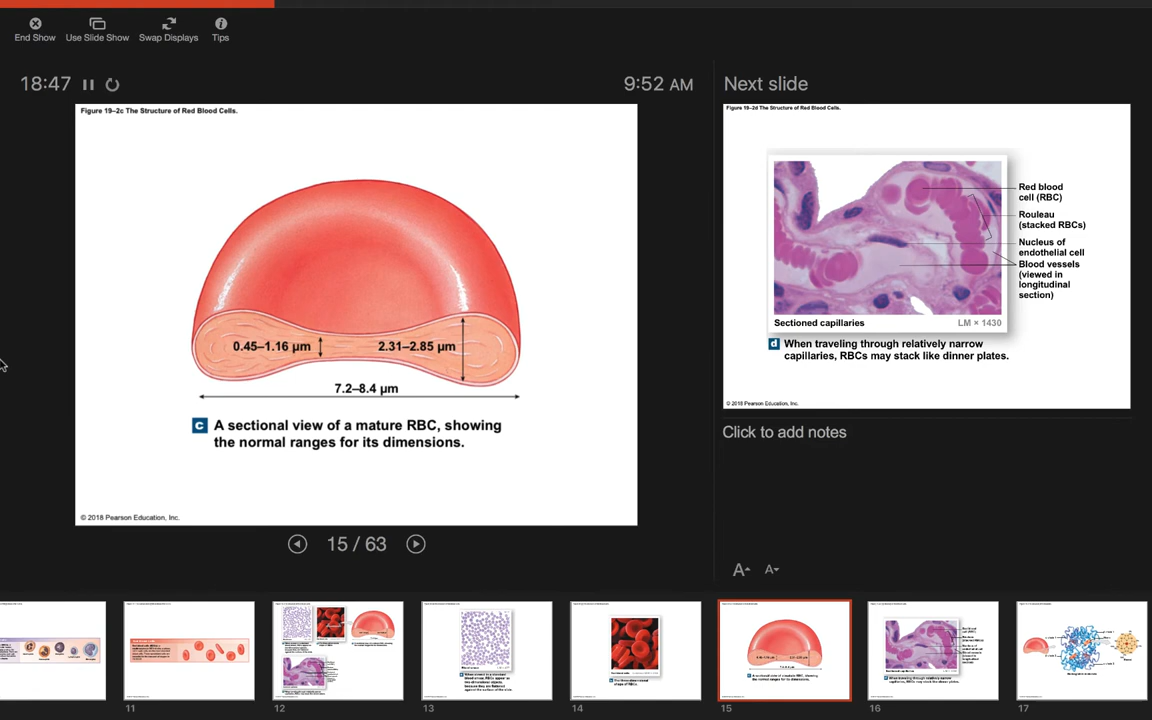 End Show
Use Slide Show
Swap Displays
Tips
18:47
9:52 AM
Figure 19–2c The Structure of Red Blood Cells.
0.45–1.16 µm
2.31–2.85 µm
7.2–8.4 µm
c A sectional view of a mature RBC, showing
the normal ranges for its dimensions.
© 2018 Pearson Education, Inc.
15 / 63
Next slide
Figure 19–2d The Structure of Red Blood Cells.
Red blood
cell (RBC)
Rouleau
(stacked RBCs)
Nucleus of
endothelial cell
Blood vessels
(viewed in
longitudinal
section)
Sectioned capillaries
LM × 1430
d When traveling through relatively narrow
capillaries, RBCs may stack like dinner plates.
© 2018 Pearson Education, Inc.
Click to add notes
A A
11
12
13
14
15
16
17